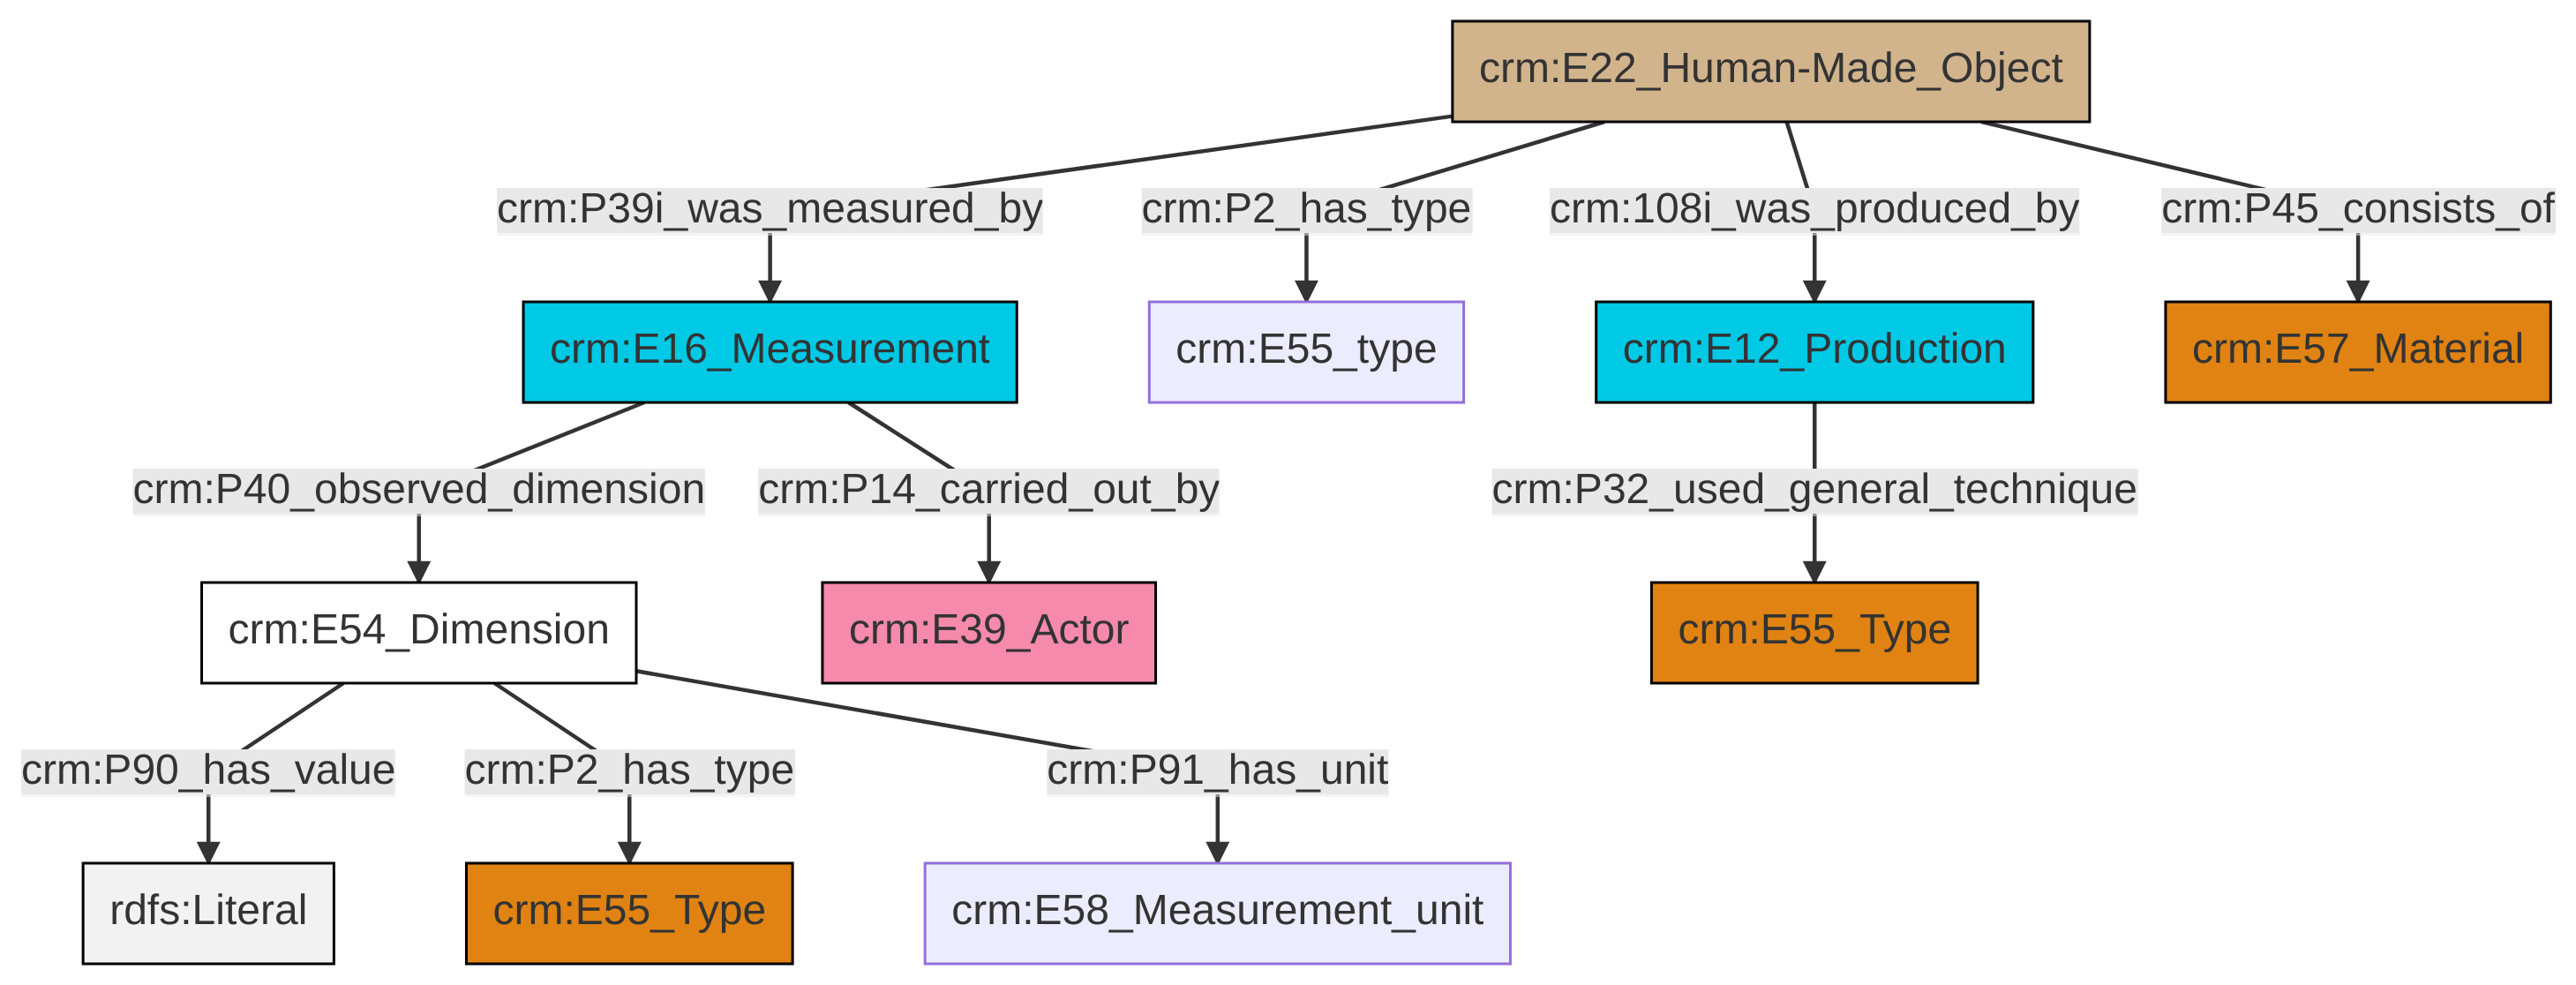 crm:E22_Human-Made_Object
crm:P39i_was_measured_by
crm:P2_has_type
crm:108i_was_produced_by
crm:P45_consists_of
crm:E16_Measurement
crm:E55_type
crm:E12_Production
crm:E57_Material
crm:P40_observed_dimension
crm:P14_carried_out_by
crm:P32_used_general_technique
crm:E54_Dimension
crm:E39_Actor
crm:E55_Type
crm:P90_has_value
crm:P2_has_type
crm:P91_has_unit
rdfs:Literal
crm:E55_Type
crm:E58_Measurement_unit